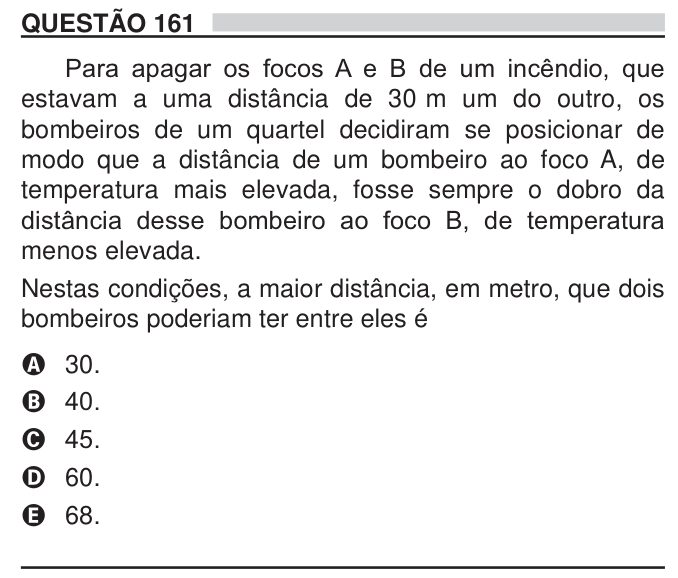 QUESTÃO 161
Para apagar os focos A e B de um incêndio, que
estavam a uma distância de 30 m um do outro, os
bombeiros de um quartel decidiram se posicionar de
modo que a distância de um bombeiro ao foco A, de
temperatura mais elevada, fosse sempre o dobro da
distância desse bombeiro ao foco B, de temperatura
menos elevada.
Nestas condições, a maior distância, em metro, que dois
bombeiros poderiam ter entre eles é
A 30.
B 40.
C 45.
D 60.
E 68.